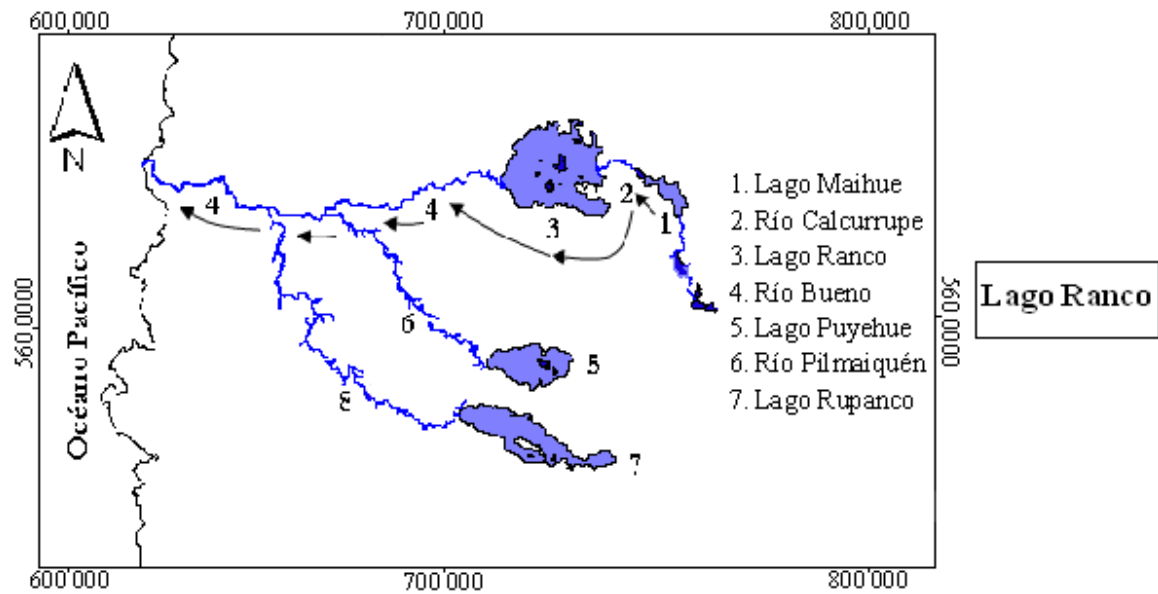 600'000 700'000 800'000
N
4
4
2
3
1
1. Lago Maihue
2. Río Calcurrupe
3. Lago Ranco
4. Río Bueno
5. Lago Puyehue
6. Río Pilmaiquén
7. Lago Rupanco
Lago Ranco
Océano Pacífico
560,0000
560'0000
6
5
8
7
600'000 700'000 800'000